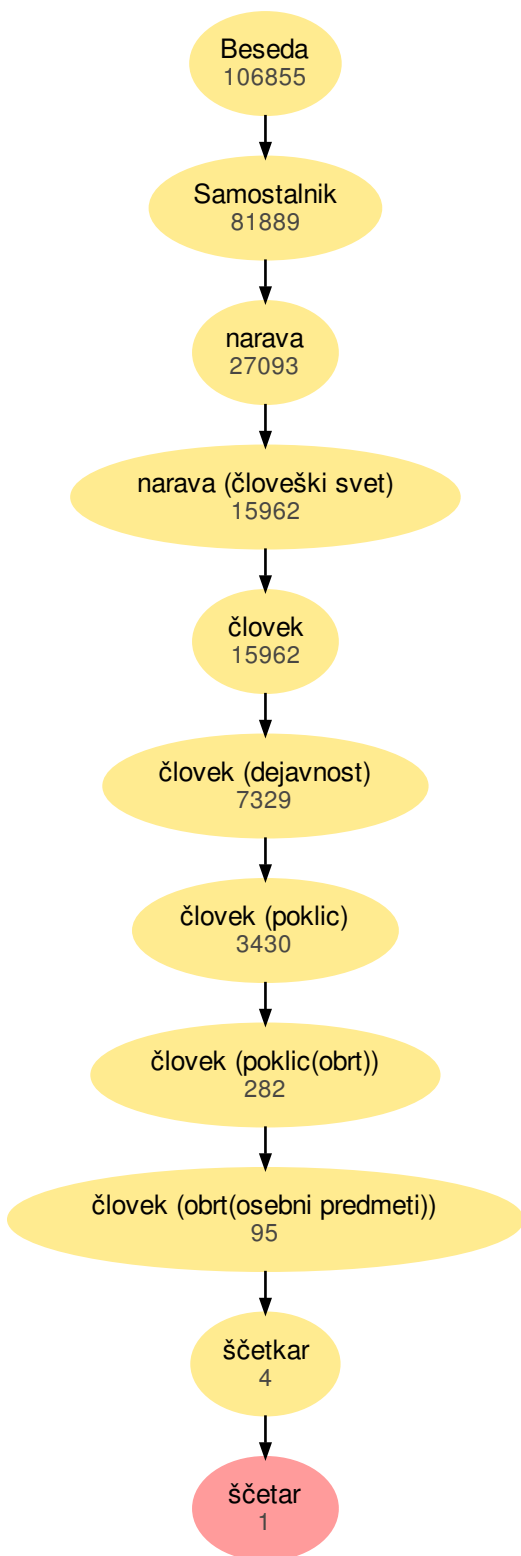 Beseda
106855
Samostalnik
81889
narava
27093
narava (človeški svet)
15962
človek
15962
človek (dejavnost)
7329
človek (poklic)
3430
človek (poklic(obrt))
282
človek (obrt(osebni predmeti))
95
ščetkar
4
ščetar
1